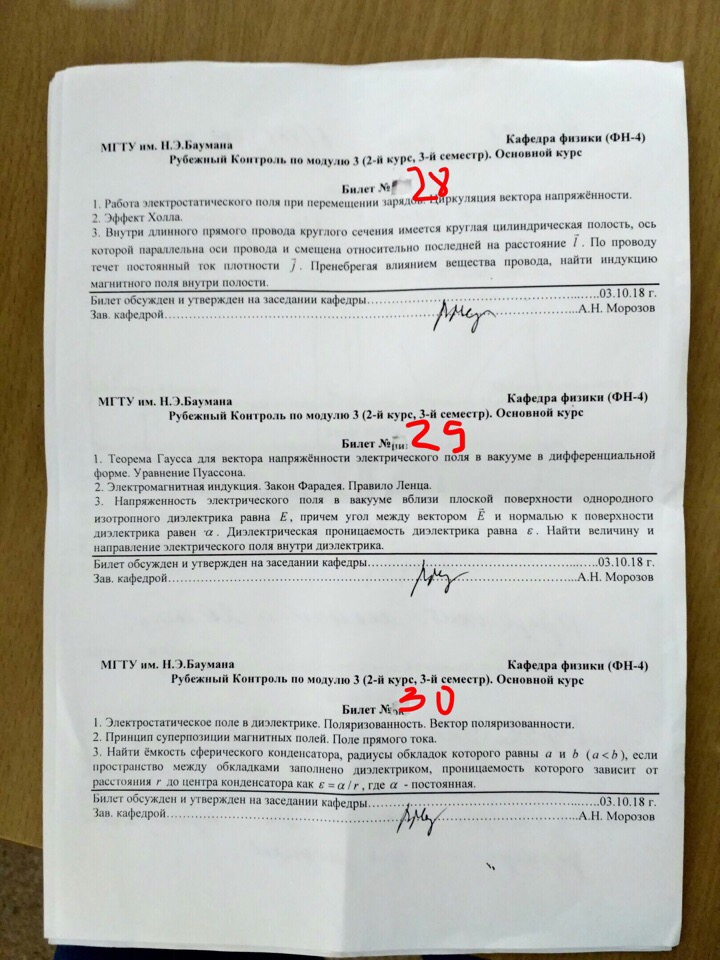 МГТУ им. Н.Э.Баумана Кафедра физики (ФН-4)
Рубежный Контроль по модулю 3 (2-й курс, 3-й семестр). Основной курс
Билет № 28
1. Работа электростатического поля при перемещении зарядов. Циркуляция вектора напряжённости.
2. Эффект Холла.
3. Внутри длинного прямого провода круглого сечения имеется круглая цилиндрическая полость, ось
которой параллельна оси провода и смещена относительно последней на расстояние l⃗ . По проводу
течет постоянный ток плотности j⃗ . Пренебрегая влиянием вещества провода, найти индукцию
магнитного поля внутри полости.
Билет обсужден и утвержден на заседании кафедры……………………………………03.10.18 г.
Зав. кафедрой……………………………………………………А.Н. Морозов
МГТУ им. Н.Э.Баумана Кафедра физики (ФН-4)
Рубежный Контроль по модулю 3 (2-й курс, 3-й семестр). Основной курс
Билет № 29
1. Теорема Гаусса для вектора напряжённости электрического поля в вакууме в дифференциальной
форме. Уравнение Пуассона.
2. Электромагнитная индукция. Закон Фарадея. Правило Ленца.
3. Напряженность электрического поля в вакууме вблизи плоской поверхности однородного
изотропного диэлектрика равна E, причем угол между вектором E⃗ и нормалью к поверхности
диэлектрика равен α. Диэлектрическая проницаемость диэлектрика равна ε. Найти величину и
направление электрического поля внутри диэлектрика.
Билет обсужден и утвержден на заседании кафедры……………………………………03.10.18 г.
Зав. кафедрой……………………………………………………А.Н. Морозов
МГТУ им. Н.Э.Баумана Кафедра физики (ФН-4)
Рубежный Контроль по модулю 3 (2-й курс, 3-й семестр). Основной курс
Билет № 30
1. Электростатическое поле в диэлектрике. Поляризованность. Вектор поляризованности.
2. Принцип суперпозиции магнитных полей. Поле прямого тока.
3. Найти ёмкость сферического конденсатора, радиусы обкладок которого равны a и b (a < b), если
пространство между обкладками заполнено диэлектриком, проницаемость которого зависит от
расстояния r до центра конденсатора как ε = α / r, где α - постоянная.
Билет обсужден и утвержден на заседании кафедры……………………………………03.10.18 г.
Зав. кафедрой……………………………………………………А.Н. Морозов